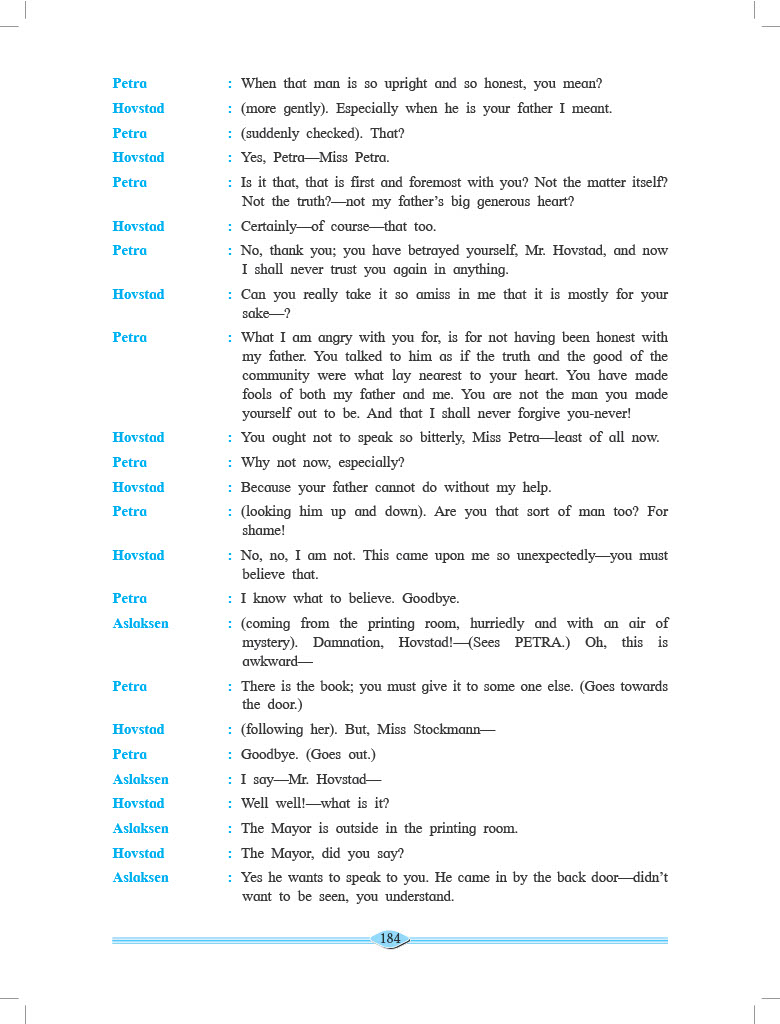 Petra : When that man is so upright and so honest, you mean?
Hovstad : (more gently). Especially when he is your father I meant.
Petra : (suddenly checked). That?
Hovstad : Yes, Petra—Miss Petra.
Petra : Is it that, that is first and foremost with you? Not the matter itself?
Not the truth?—not my father's big generous heart?
Hovstad : Certainly—of course—that too.
Petra : No, thank you; you have betrayed yourself, Mr. Hovstad, and now
I shall never trust you again in anything.
Hovstad : Can you really take it so amiss in me that it is mostly for your
sake—?
Petra : What I am angry with you for, is for not having been honest with
my father. You talked to him as if the truth and the good of the
community were what lay nearest to your heart. You have made
fools of both my father and me. You are not the man you made
yourself out to be. And that I shall never forgive you-never!
Hovstad : You ought not to speak so bitterly, Miss Petra—least of all now.
Petra : Why not now, especially?
Hovstad : Because your father cannot do without my help.
Petra : (looking him up and down). Are you that sort of man too? For
shame!
Hovstad : No, no, I am not. This came upon me so unexpectedly—you must
believe that.
Petra : I know what to believe. Goodbye.
Aslaksen : (coming from the printing room, hurriedly and with an air of
mystery). Damnation, Hovstad!—(Sees PETRA.) Oh, this is
awkward—
Petra : There is the book; you must give it to some one else. (Goes towards
the door.)
Hovstad : (following her). But, Miss Stockmann—
Petra : Goodbye. (Goes out.)
Aslaksen : I say—Mr. Hovstad—
Hovstad : Well well!—what is it?
Aslaksen : The Mayor is outside in the printing room.
Hovstad : The Mayor, did you say?
Aslaksen : Yes he wants to speak to you. He came in by the back door—didn't
want to be seen, you understand.
184